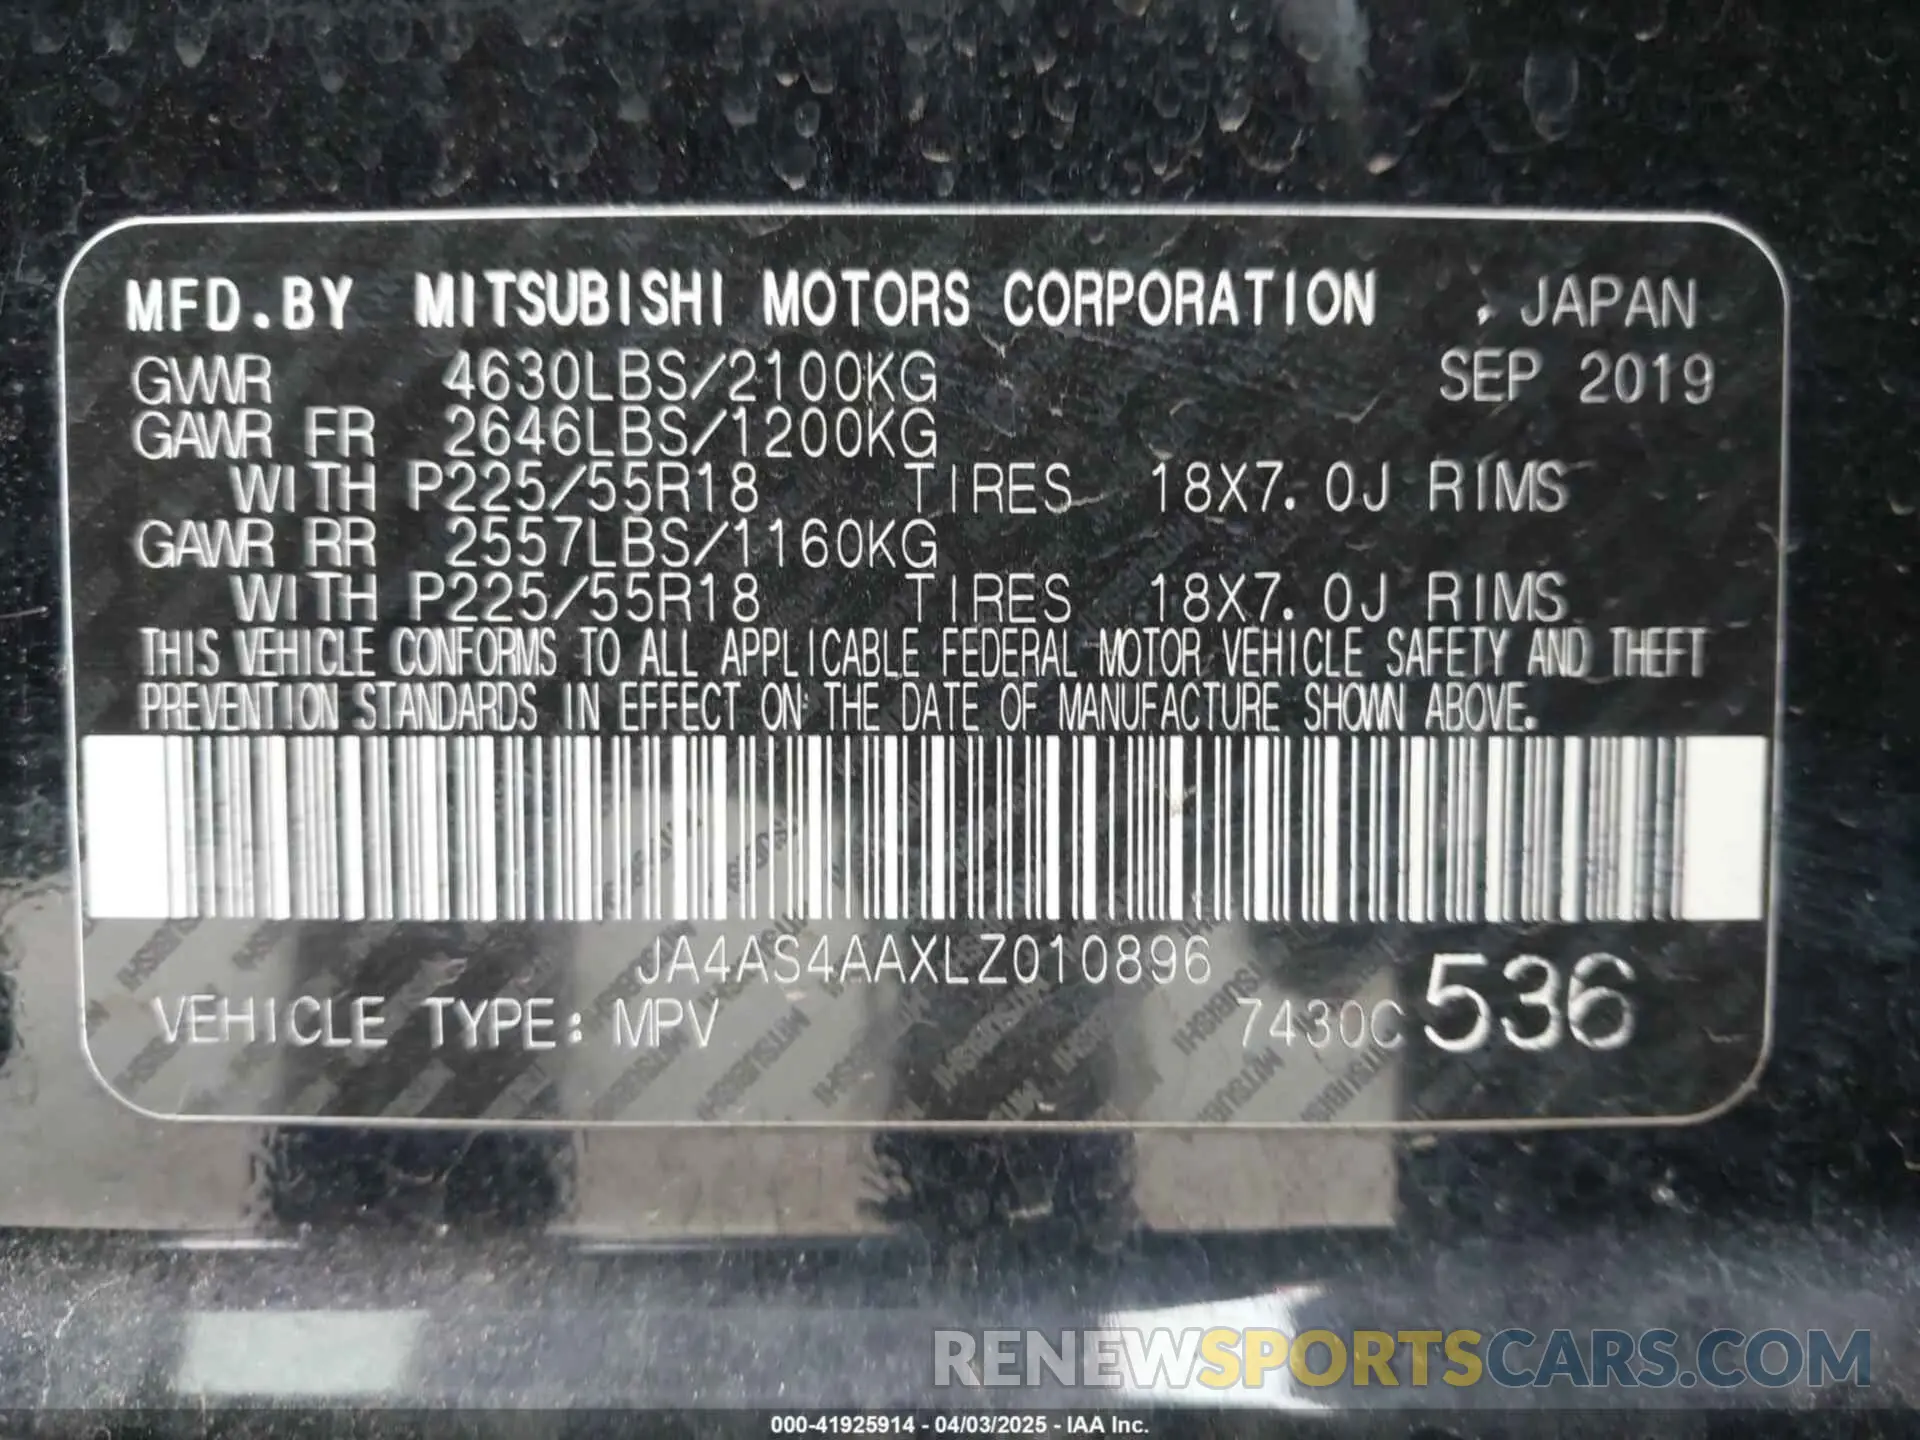 MFD.BY MITSUBISHI MOTORS CORPORATION , JAPAN
GVWR 4630LBS/2100KG SEP 2019
GAWR FR 2646LBS/1200KG
WITH P225/55R18 TIRES 18X7.0J RIMS
GAWR RR 2557LBS/1160KG
WITH P225/55R18 TIRES 18X7.0J RIMS
THIS VEHICLE CONFORMS TO ALL APPLICABLE FEDERAL MOTOR VEHICLE SAFETY AND THEFT
PREVENTION STANDARDS IN EFFECT ON THE DATE OF MANUFACTURE SHOWN ABOVE.
JA4AS4AAXLZ010896
VEHICLE TYPE: MPV 7430C 536
RENEWSPORTSCARS.COM
000-41925914 - 04/03/2025 - IAA Inc.